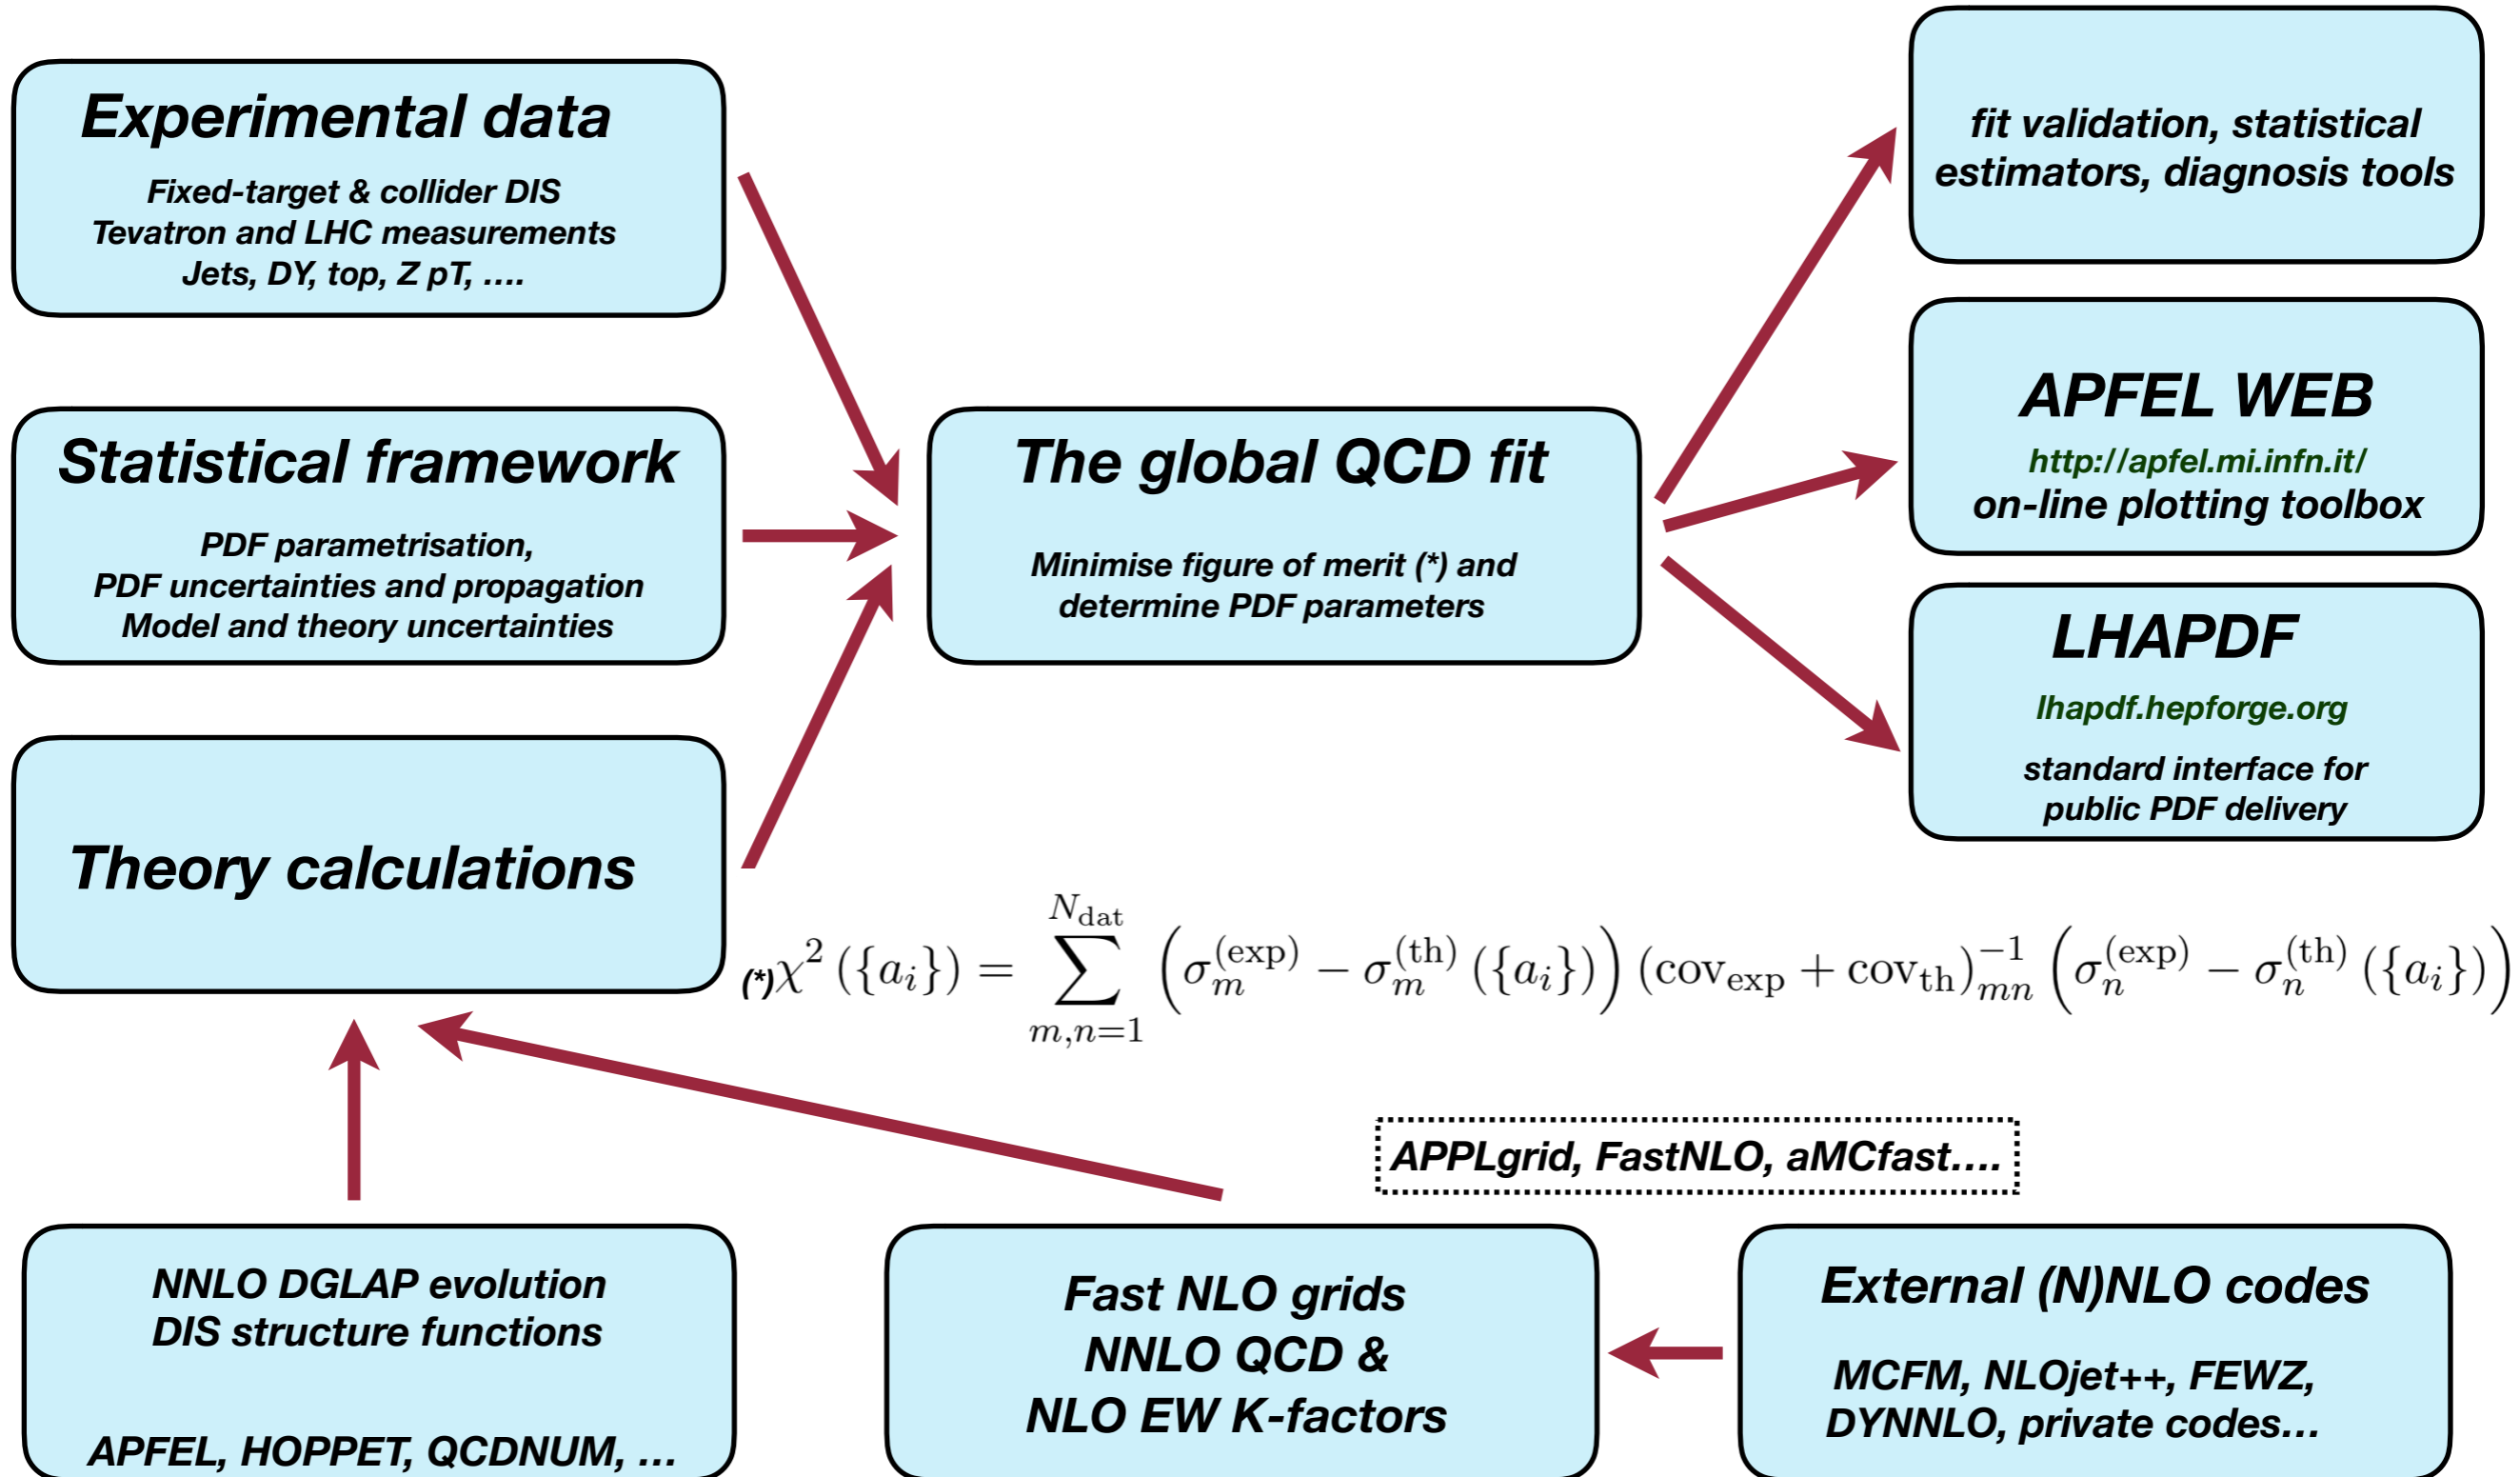 Experimental data
Fixed-target & collider DIS
Tevatron and LHC measurements
Jets, DY, top, Z pT, ....
Statistical framework
PDF parametrisation,
PDF uncertainties and propagation
Model and theory uncertainties
Theory calculations
The global QCD fit
Minimise figure of merit (*) and
determine PDF parameters
fit validation, statistical
estimators, diagnosis tools
APFEL WEB
http://apfel.mi.infn.it/
on-line plotting toolbox
LHAPDF
lhapdf.hepforge.org
standard interface for
public PDF delivery
(*) χ² ({a_i}) = ∑_{m,n=1}^{N_dat} (σ_m^{(exp)} − σ_m^{(th)} ({a_i})) (cov_exp + cov_th)_{mn}^{−1} (σ_n^{(exp)} − σ_n^{(th)} ({a_i}))
APPLgrid, FastNLO, aMCfast....
NNLO DGLAP evolution
DIS structure functions
APFEL, HOPPET, QCDNUM, ...
Fast NLO grids
NNLO QCD &
NLO EW K-factors
External (N)NLO codes
MCFM, NLOjet++, FEWZ,
DYNNLO, private codes...